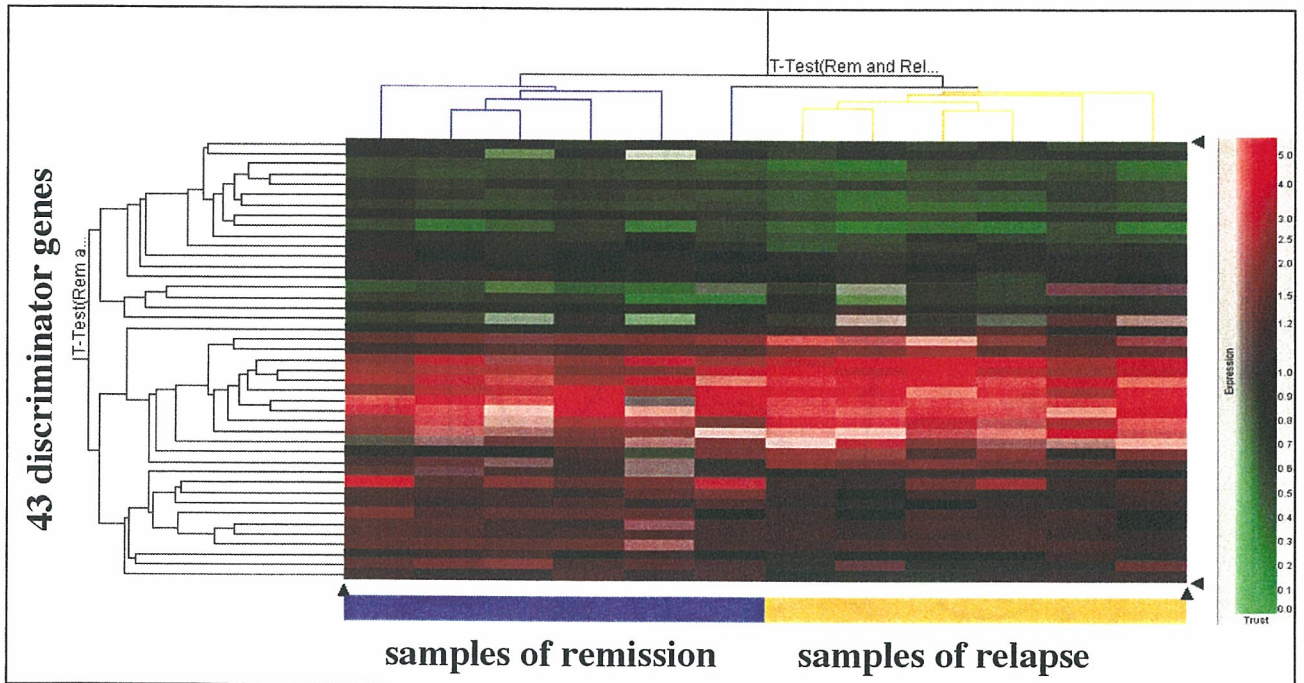 T-Test(Rem and Rel...
43 discriminator genes
T-Test(Rem a...
5.0
4.0
3.0
2.5
2.0
1.5
1.2
1.0
0.9
0.8
0.7
0.6
0.5
0.4
0.3
0.2
0.1
0.0
Expression
Trust
samples of remission
samples of relapse